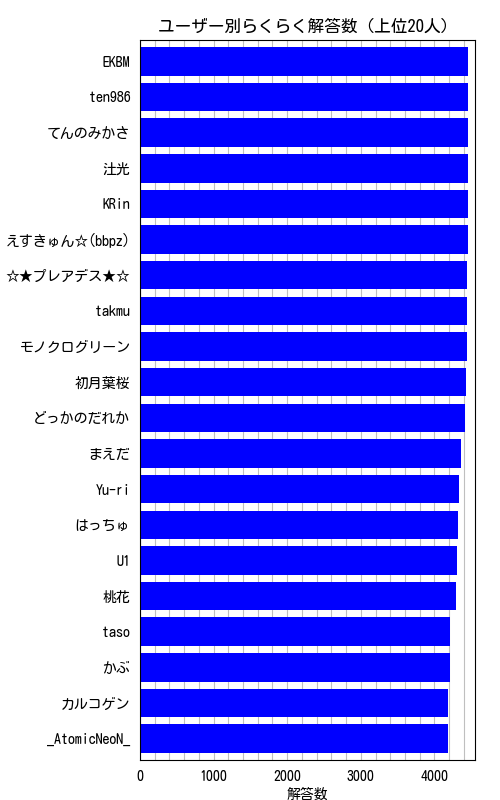 ユーザー別らくらく解答数（上位20人）
EKBM
ten986
てんのみかさ
汢光
KRin
えすきゅん☆(bbpz)
☆★プレアデス★☆
takmu
モノクログリーン
初月葉桜
どっかのだれか
まえだ
Yu-ri
はっちゅ
U1
桃花
taso
かぶ
カルコゲン
_AtomicNeoN_
0 1000 2000 3000 4000
解答数